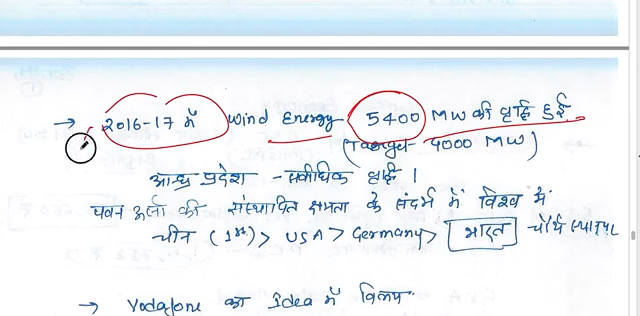 → 2016-17 में Wind Energy 5400 MW की वृद्धि हुई.
(Target- 4000 MW)
आन्ध्र प्रदेश - सर्वाधिक वृद्धि।
पवन ऊर्जा की संस्थापित क्षमता के संदर्भ में विश्व में
चीन (1st) > USA > Germany > भारत चौथे स्थान पर
→ Vodafone का Idea में विलय.